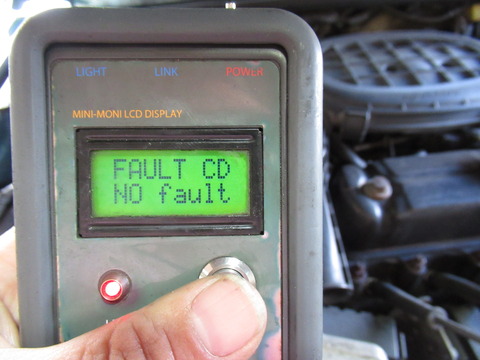 LIGHT LINK POWER
MINI-MONI LCD DISPLAY
FAULT CD
NO fault